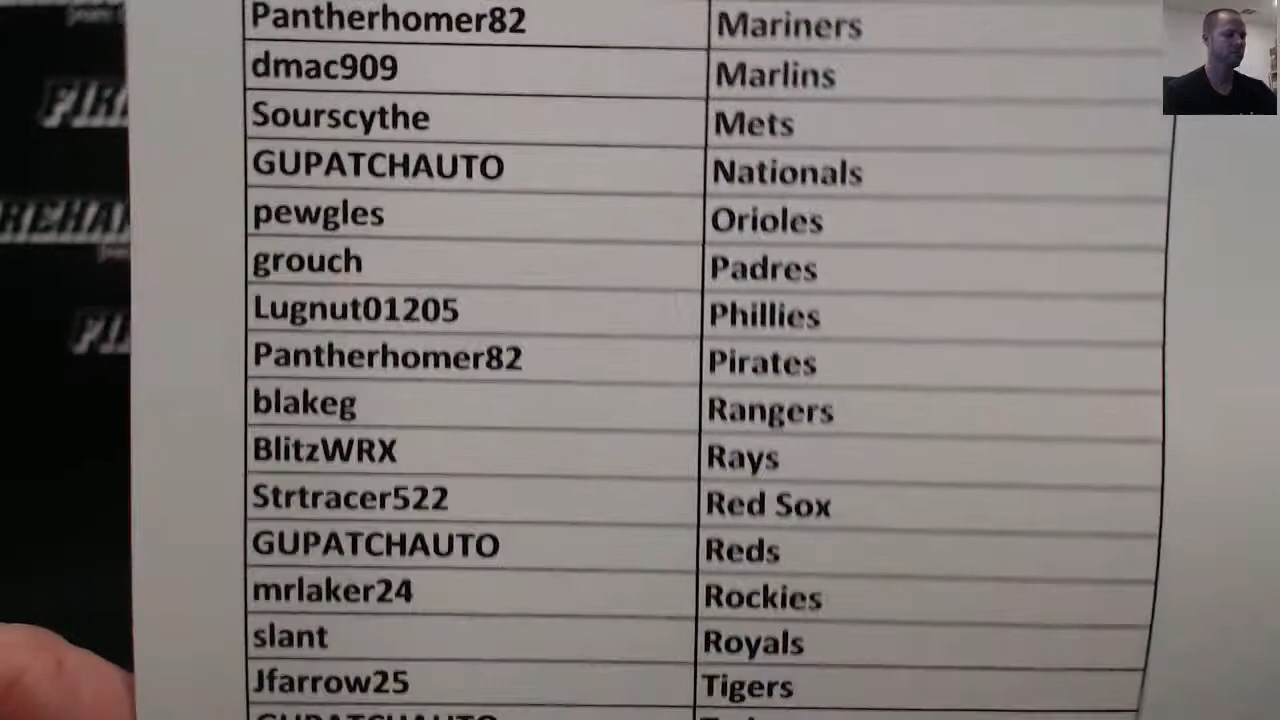 Pantherhomer82 Mariners
dmac909 Marlins
Sourscythe Mets
GUPATCHAUTO Nationals
pewgles Orioles
grouch Padres
Lugnut01205 Phillies
Pantherhomer82 Pirates
blakeg Rangers
BlitzWRX Rays
Strtracer522 Red Sox
GUPATCHAUTO Reds
mrlaker24 Rockies
slant Royals
Jfarrow25 Tigers
GUPATCHAUTO